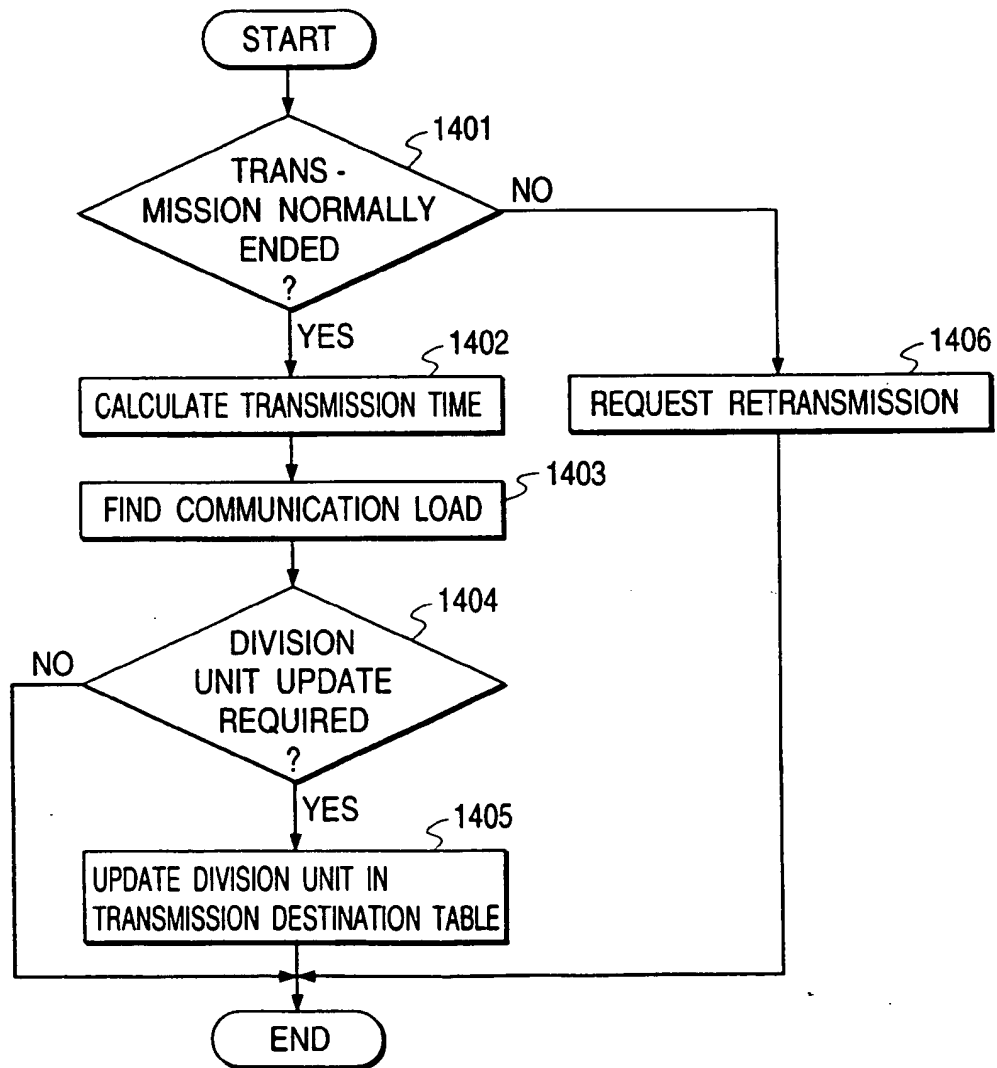 START
1401
TRANS -
MISSION NORMALLY
ENDED
?
NO
YES
1402
CALCULATE TRANSMISSION TIME
1406
REQUEST RETRANSMISSION
1403
FIND COMMUNICATION LOAD
1404
DIVISION
UNIT UPDATE
REQUIRED
?
NO
YES
1405
UPDATE DIVISION UNIT IN
TRANSMISSION DESTINATION TABLE
END